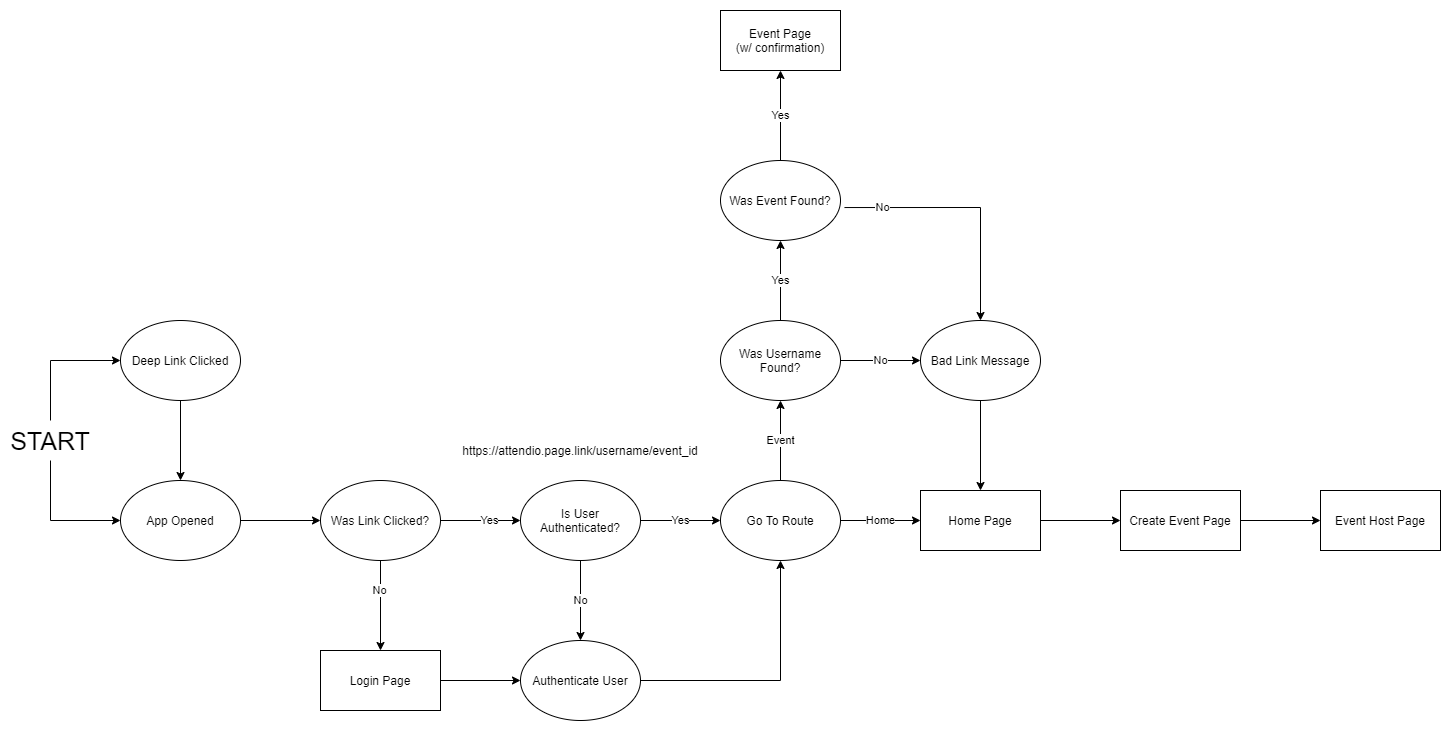 Event Page
(w/ confirmation)
Yes
Was Event Found?
No
Yes
Deep Link Clicked
Was Username
Found?
No
Bad Link Message
START
Event
https://attendio.page.link/username/event_id
App Opened
Was Link Clicked?
Yes
Is User
Authenticated?
Yes
Go To Route
Home
Home Page
Create Event Page
Event Host Page
No
No
Login Page
Authenticate User